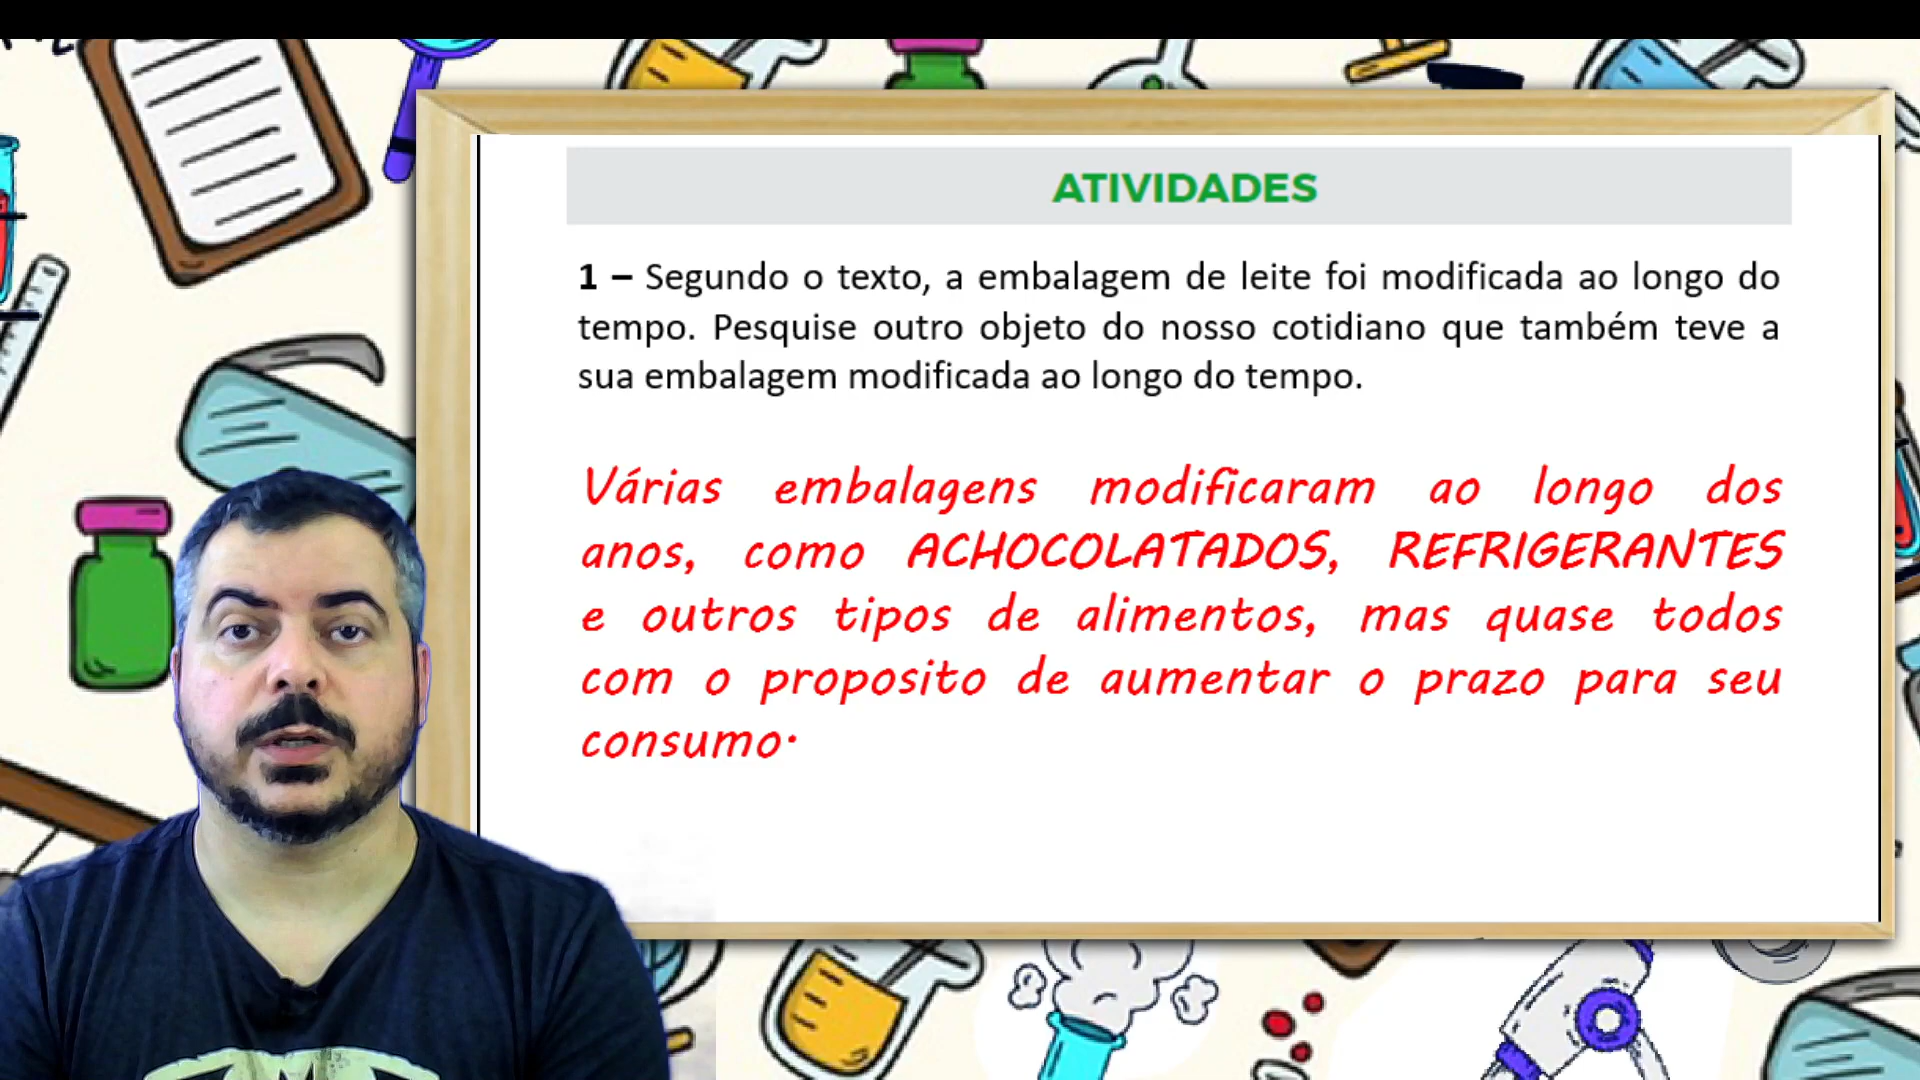 ATIVIDADES
1 – Segundo o texto, a embalagem de leite foi modificada ao longo do
tempo. Pesquise outro objeto do nosso cotidiano que também teve a
sua embalagem modificada ao longo do tempo.
Várias embalagens modificaram ao longo dos
anos, como ACHOCOLATADOS, REFRIGERANTES
e outros tipos de alimentos, mas quase todos
com o proposito de aumentar o prazo para seu
consumo.